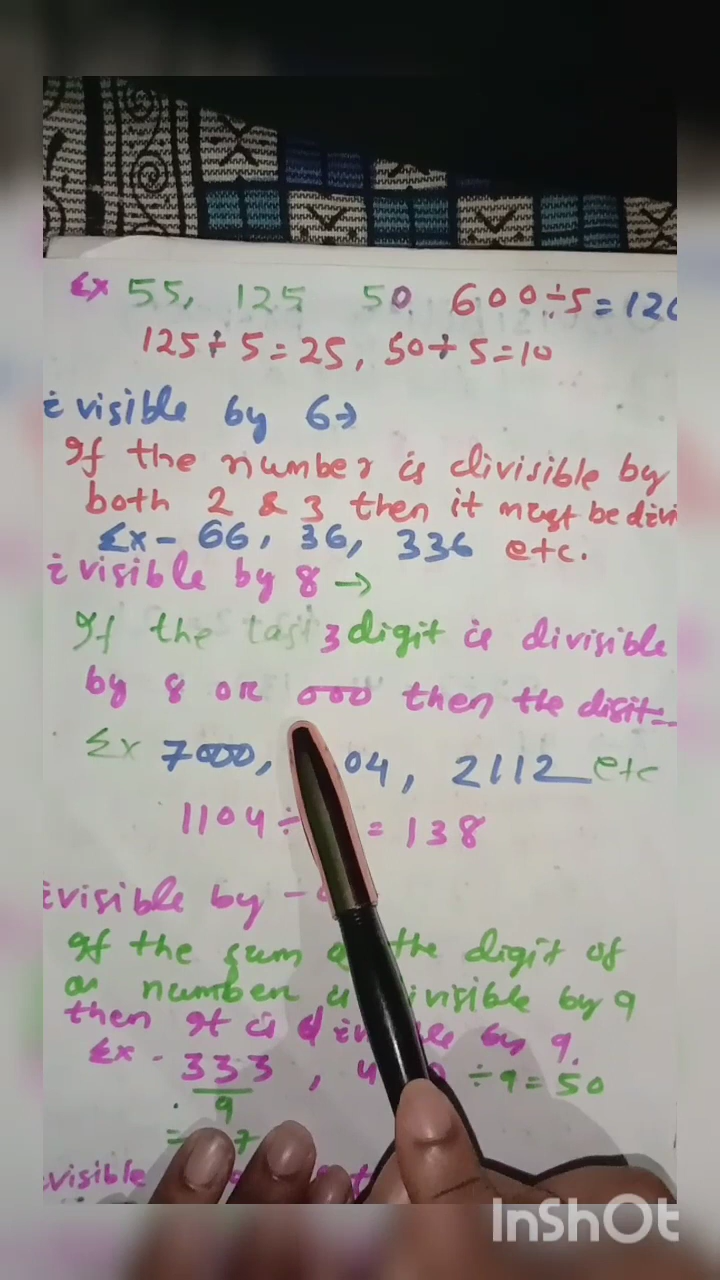 Ex 55, 125 50 600÷5=120
125÷5=25, 50÷5=10
ivisible by 6→
If the number is divisible by
both 2 & 3 then it must be divi
Ex- 66, 36, 336 etc.
ivisible by 8 →
If the last 3 digit is divisible
by 8 or 000 then the digit
Ex 7000, 04, 2112 etc
1104÷ = 138
ivisible by -
If the sum the digit of
a number is divisible by 9
then It is by 9.
Ex - 333, ÷9=50
9
= 7
visible
InShOt